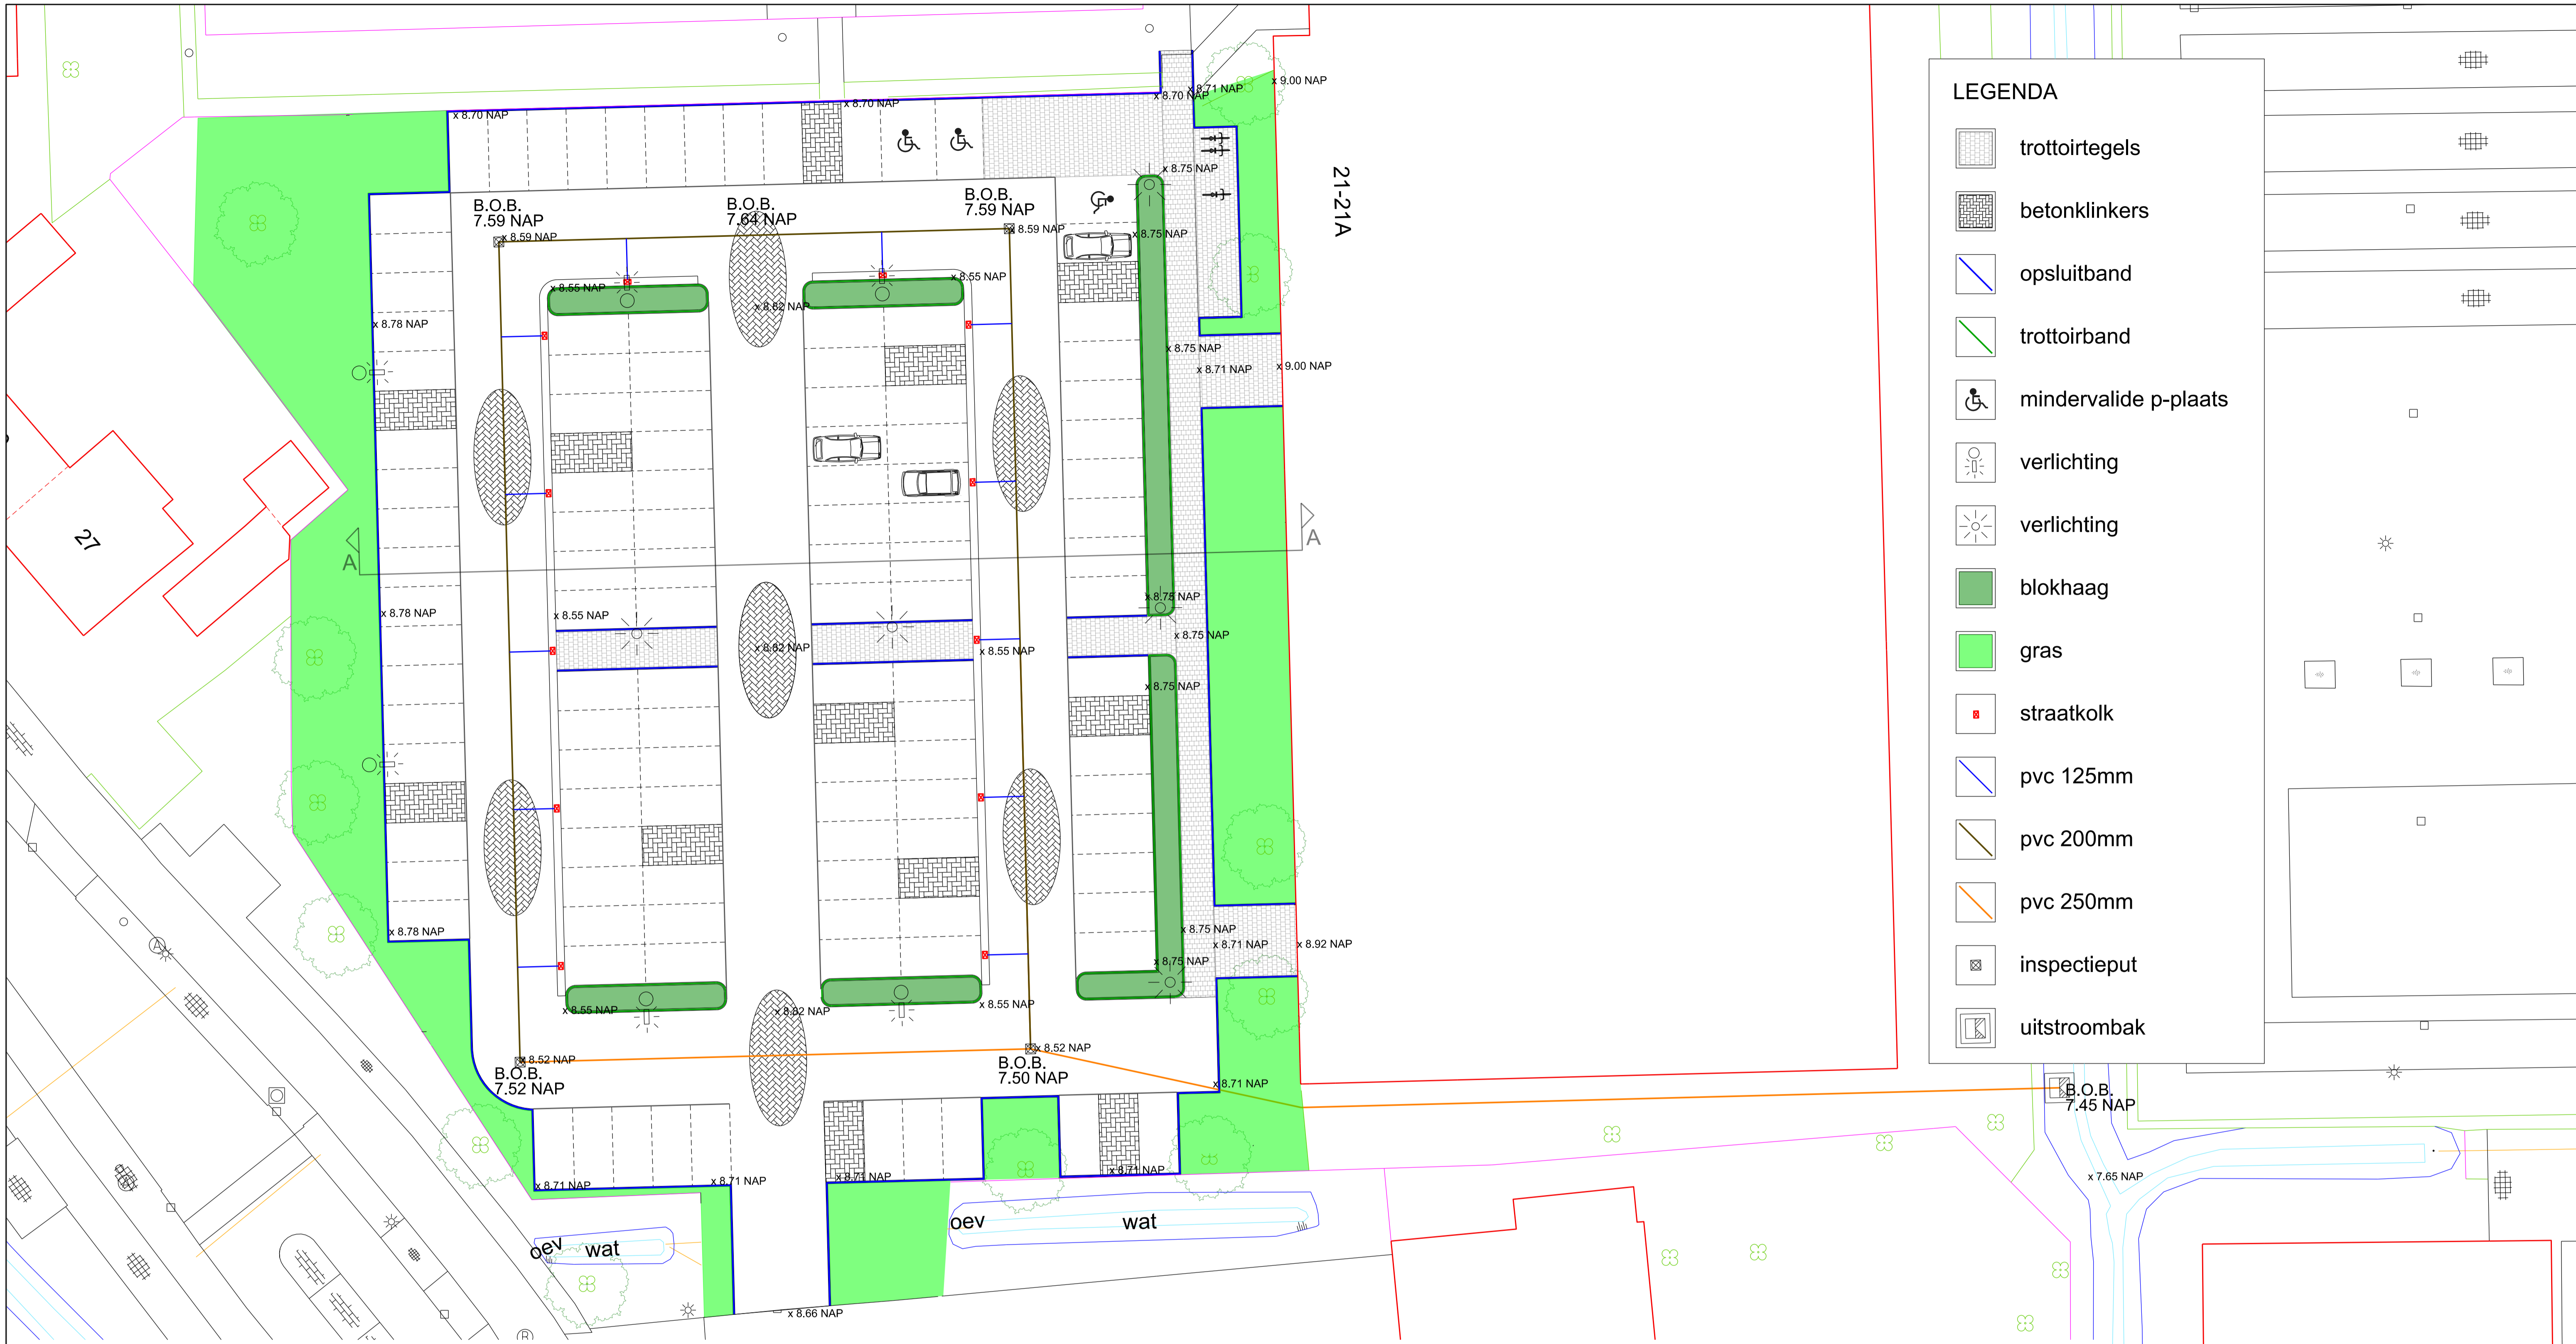 x 9.00 NAP
x 8.71 NAP
x 8.70 NAP
x 8.70 NAP
x 8.70 NAP
x 8.75 NAP
21-21A
B.O.B.
7.59 NAP
B.O.B.
7.64 NAP
B.O.B.
7.59 NAP
x 8.59 NAP
x 8.59 NAP
x 8.75 NAP
x 8.55 NAP
x 8.55 NAP
x 8.82 NAP
x 8.78 NAP
x 8.75 NAP
x 8.71 NAP
x 9.00 NAP
27
A
A
x 8.78 NAP
x 8.55 NAP
x 8.75 NAP
x 8.75 NAP
x 8.82 NAP
x 8.55 NAP
x 8.75 NAP
x 8.78 NAP
x 8.75 NAP
x 8.71 NAP
x 8.92 NAP
x 8.75 NAP
x 8.55 NAP
x 8.82 NAP
x 8.55 NAP
x 8.52 NAP
B.O.B.
7.52 NAP
x 8.52 NAP
B.O.B.
7.50 NAP
x 8.71 NAP
B.O.B.
7.45 NAP
x 7.65 NAP
x 8.71 NAP
x 8.71 NAP
x 8.71 NAP
x 8.71 NAP
oev
wat
oev
wat
x 8.66 NAP
A
R
LEGENDA
trottoirtegels
betonklinkers
opsluitband
trottoirband
mindervalide p-plaats
verlichting
verlichting
blokhaag
gras
straatkolk
pvc 125mm
pvc 200mm
pvc 250mm
inspectieput
uitstroombak